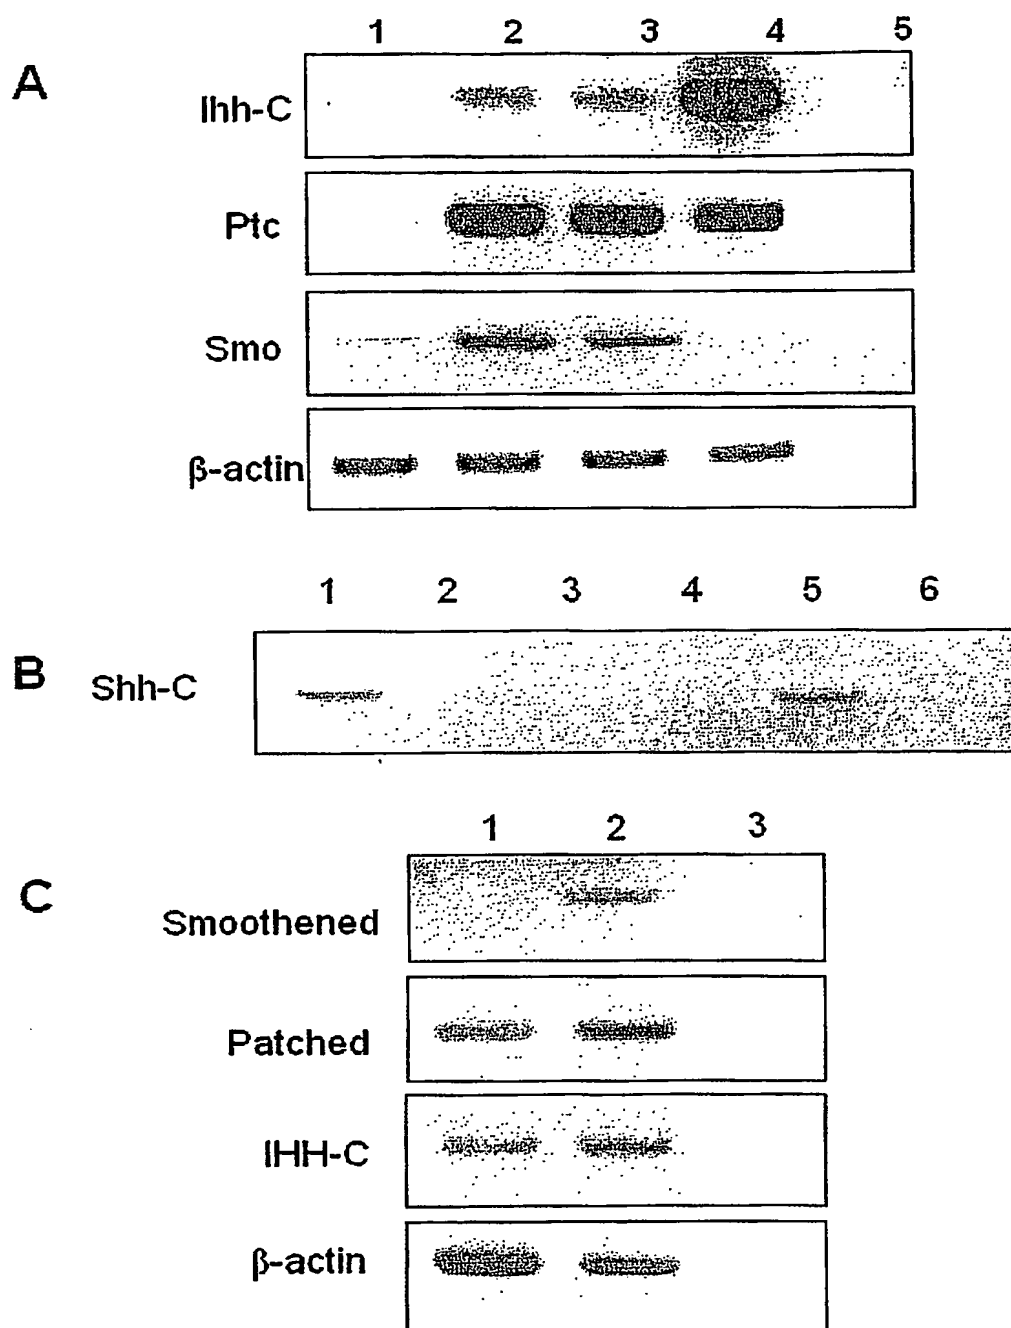 1 2 3 4 5
A
Ihh-C
Ptc
Smo
β-actin
1 2 3 4 5 6
B Shh-C
1 2 3
C
Smoothened
Patched
IHH-C
β-actin